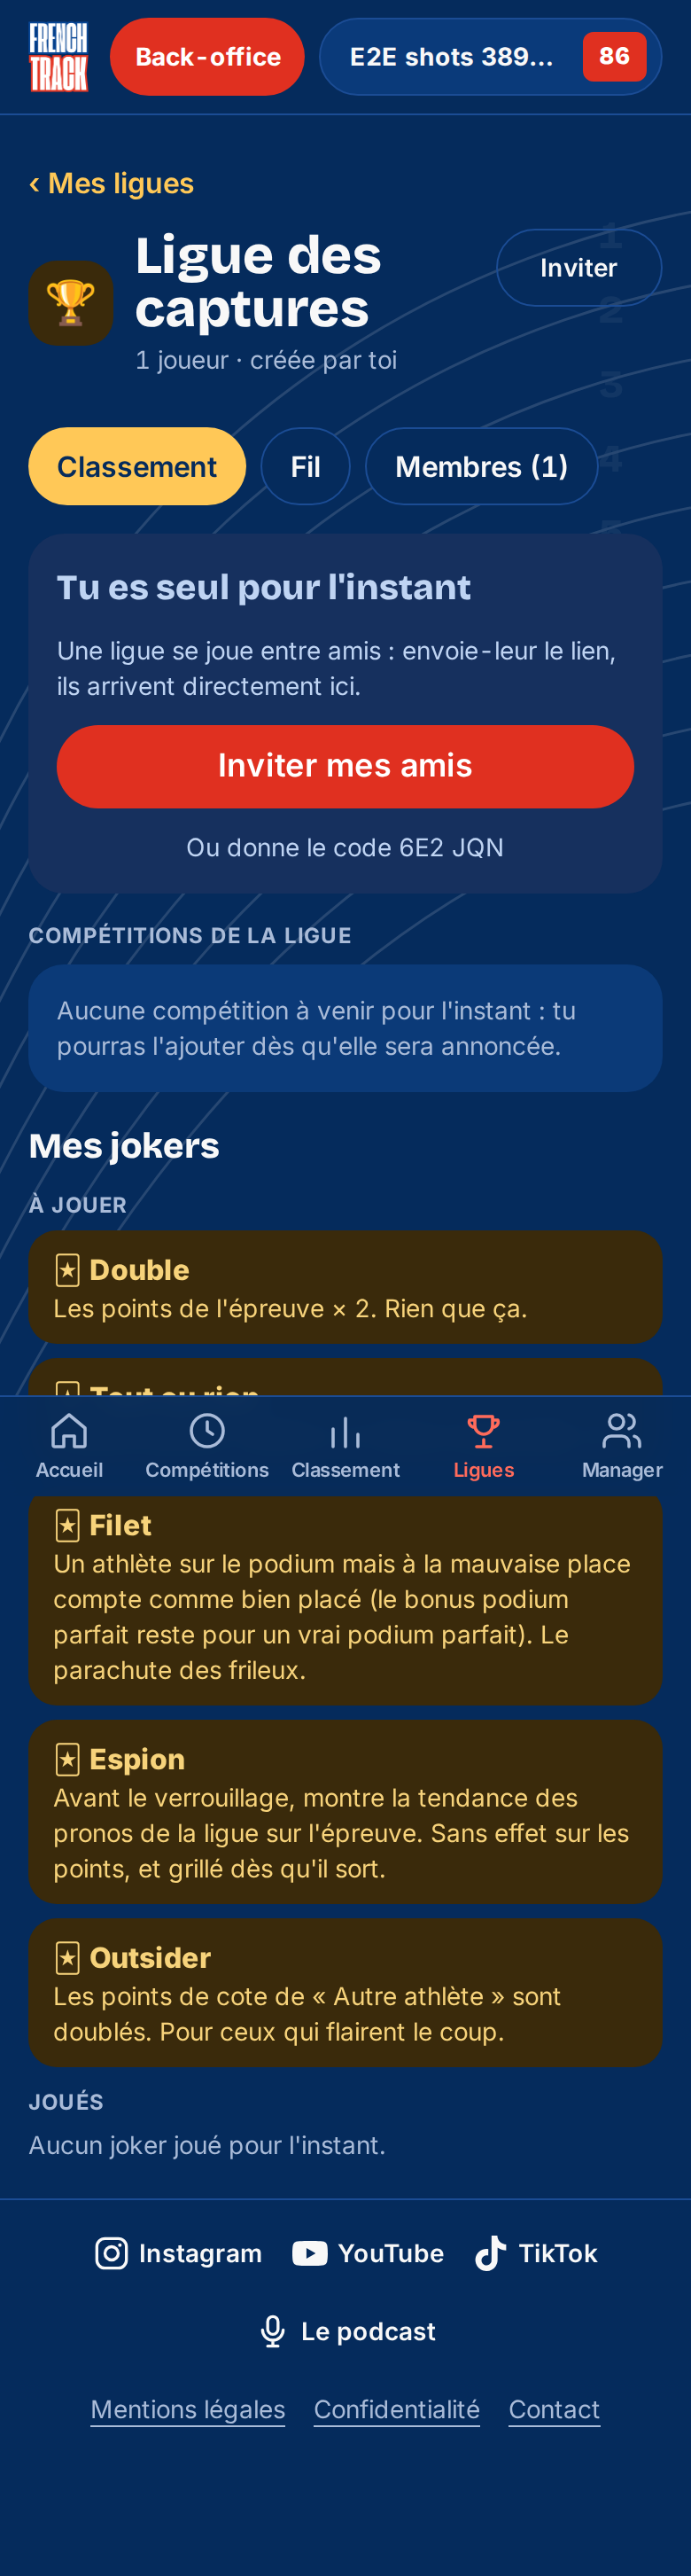 FRENCH
TRACK
Back-office
E2E shots 389... 86
‹ Mes ligues
Ligue des
captures
1 joueur · créée par toi
Inviter
1
2
3
4
5
Classement
Fil
Membres (1)
Tu es seul pour l'instant
Une ligue se joue entre amis : envoie-leur le lien,
ils arrivent directement ici.
Inviter mes amis
Ou donne le code 6E2 JQN
COMPÉTITIONS DE LA LIGUE
Aucune compétition à venir pour l'instant : tu
pourras l'ajouter dès qu'elle sera annoncée.
Mes jokers
À JOUER
Double
Les points de l'épreuve × 2. Rien que ça.
Tout ou rien
Accueil
Compétitions
Classement
Ligues
Manager
Filet
Un athlète sur le podium mais à la mauvaise place
compte comme bien placé (le bonus podium
parfait reste pour un vrai podium parfait). Le
parachute des frileux.
Espion
Avant le verrouillage, montre la tendance des
pronos de la ligue sur l'épreuve. Sans effet sur les
points, et grillé dès qu'il sort.
Outsider
Les points de cote de « Autre athlète » sont
doublés. Pour ceux qui flairent le coup.
JOUÉS
Aucun joker joué pour l'instant.
Instagram
YouTube
TikTok
Le podcast
Mentions légales
Confidentialité
Contact